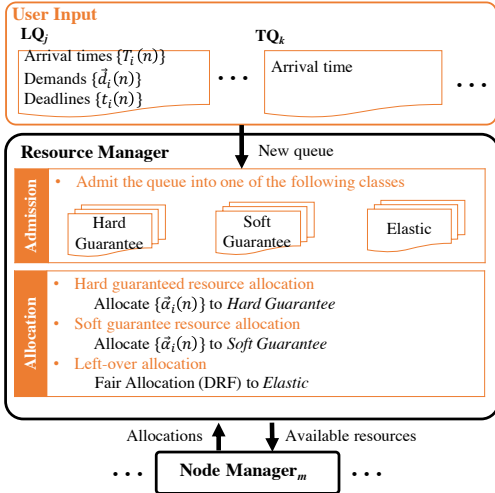 User Input
LQ_j
Arrival times {T_i(n)}
Demands {d⃗_i(n)}
Deadlines {t_i(n)}
• • •
TQ_k
Arrival time
• • •
New queue
Resource Manager
Admission
• Admit the queue into one of the following classes
Hard
Guarantee
Soft
Guarantee
Elastic
Allocation
• Hard guaranteed resource allocation
Allocate {a⃗_i(n)} to Hard Guarantee
• Soft guarantee resource allocation
Allocate {a⃗_i(n)} to Soft Guarantee
• Left-over allocation
Fair Allocation (DRF) to Elastic
Allocations
Available resources
• • •
Node Manager_m
• • •